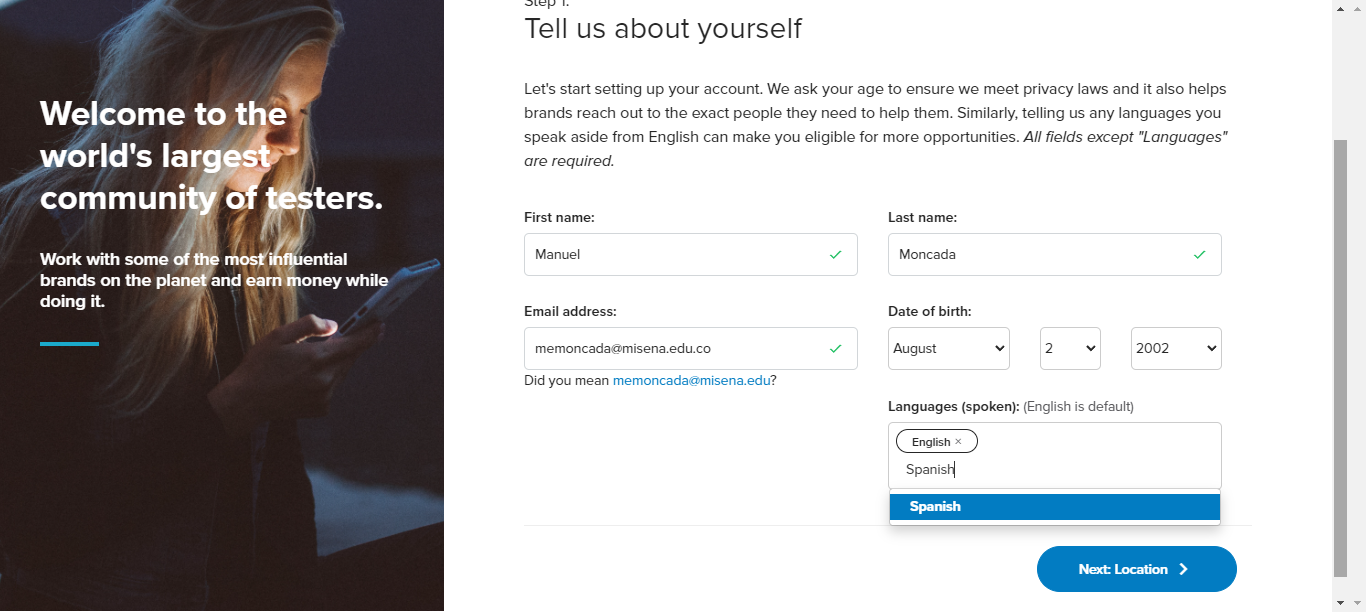 Welcome to the
world's largest
community of testers.
Work with some of the most influential
brands on the planet and earn money while
doing it.
Step 1.
Tell us about yourself
Let's start setting up your account. We ask your age to ensure we meet privacy laws and it also helps
brands reach out to the exact people they need to help them. Similarly, telling us any languages you
speak aside from English can make you eligible for more opportunities. All fields except "Languages"
are required.
First name:
Manuel
Last name:
Moncada
Email address:
memoncada@misena.edu.co
Did you mean memoncada@misena.edu?
Date of birth:
August 2 2002
Languages (spoken): (English is default)
English ×
Spanish
Spanish
Next: Location